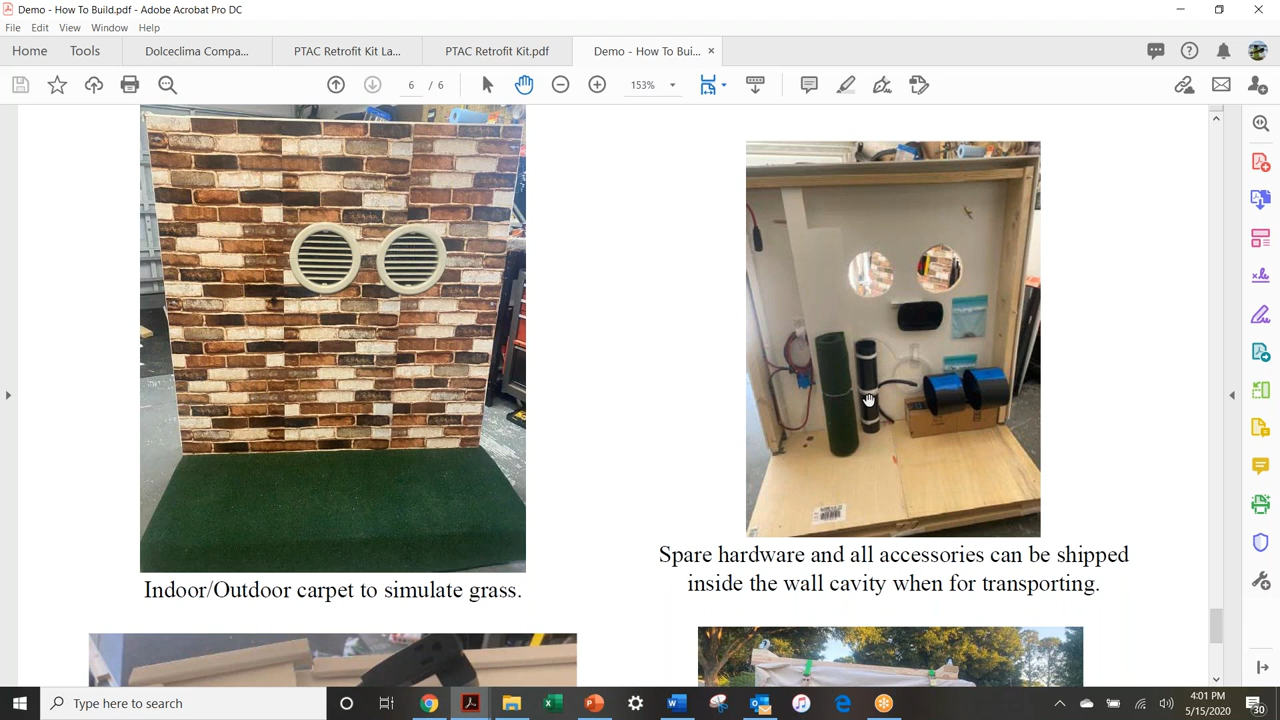 Demo - How To Build.pdf - Adobe Acrobat Pro DC
File Edit View Window Help
Home Tools Dolceclima Compa... PTAC Retrofit Kit La... PTAC Retrofit Kit.pdf Demo - How To Bui... ×
6 / 6 153%
Indoor/Outdoor carpet to simulate grass.
Spare hardware and all accessories can be shipped
inside the wall cavity when for transporting.
Type here to search
4:01 PM
5/15/2020
30